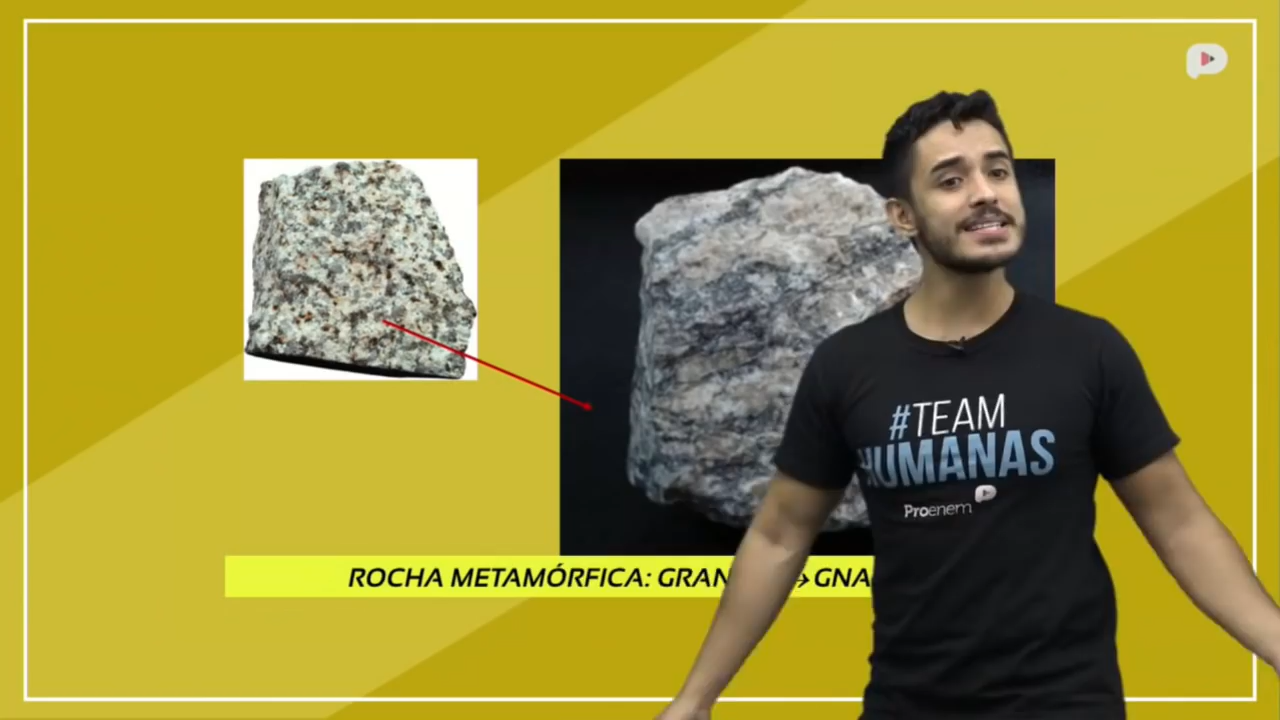 #TEAM
HUMANAS
Proenem
ROCHA METAMÓRFICA: GRAN → GNA